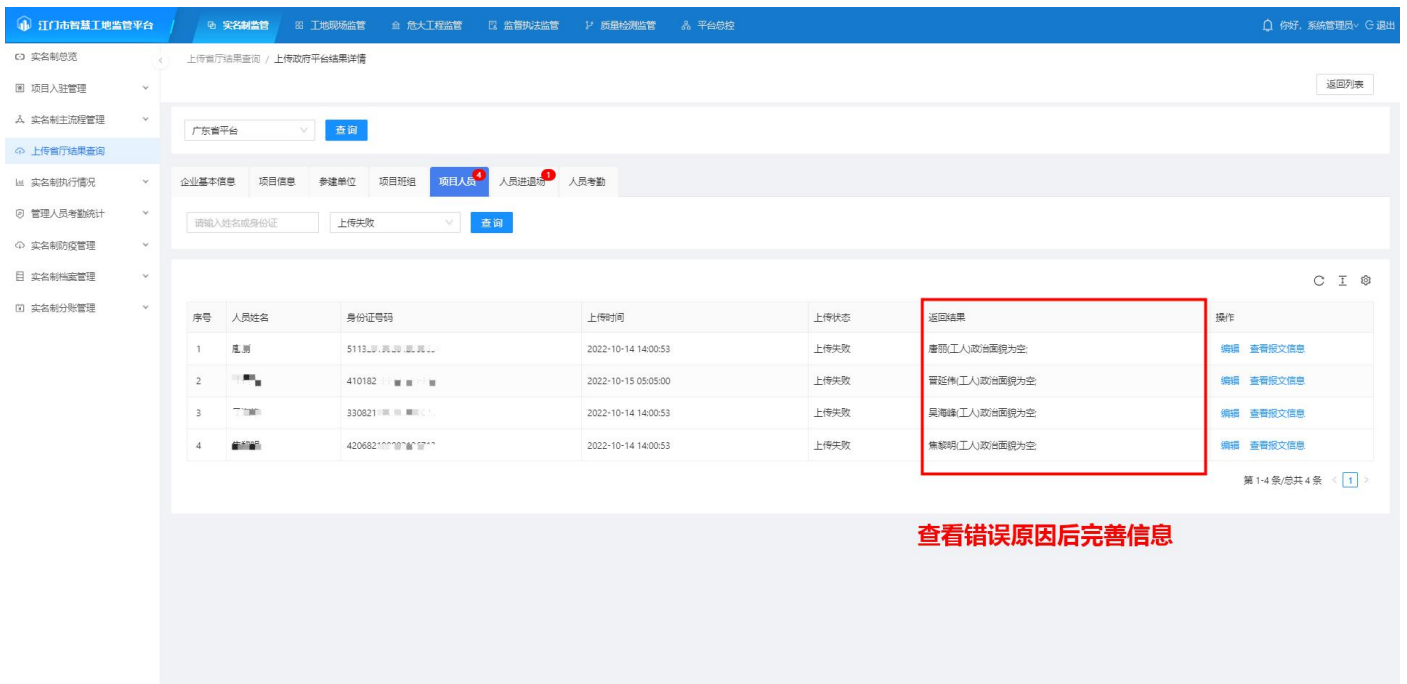 江门市智慧工地监管平台 实名制监管 工地现场监管 危大工程监管 监督执法监管 质量检测监管 平台总控 你好，系统管理员 退出
实名制总览
项目入驻管理
实名制主流程管理
上传省厅结果查询
实名制执行情况
管理人员考勤统计
实名制防疫管理
实名制档案管理
实名制分账管理
上传省厅结果查询 / 上传政府平台结果详情
返回列表
广东省平台 查询
企业基本信息 项目信息 参建单位 项目班组 项目人员 4 人员进退场 1 人员考勤
请输入姓名或身份证 上传失败 查询
序号 人员姓名 身份证号码 上传时间 上传状态 返回结果 操作
1 5113 2022-10-14 14:00:53 上传失败 唐丽(工人)政治面貌为空; 编辑 查看报文信息
2 410182 2022-10-15 05:05:00 上传失败 晋延伟(工人)政治面貌为空; 编辑 查看报文信息
3 330821 2022-10-14 14:00:53 上传失败 吴海峰(工人)政治面貌为空; 编辑 查看报文信息
4 420682 2022-10-14 14:00:53 上传失败 焦黎明(工人)政治面貌为空; 编辑 查看报文信息
第 1-4 条/总共 4 条 < 1 >
查看错误原因后完善信息